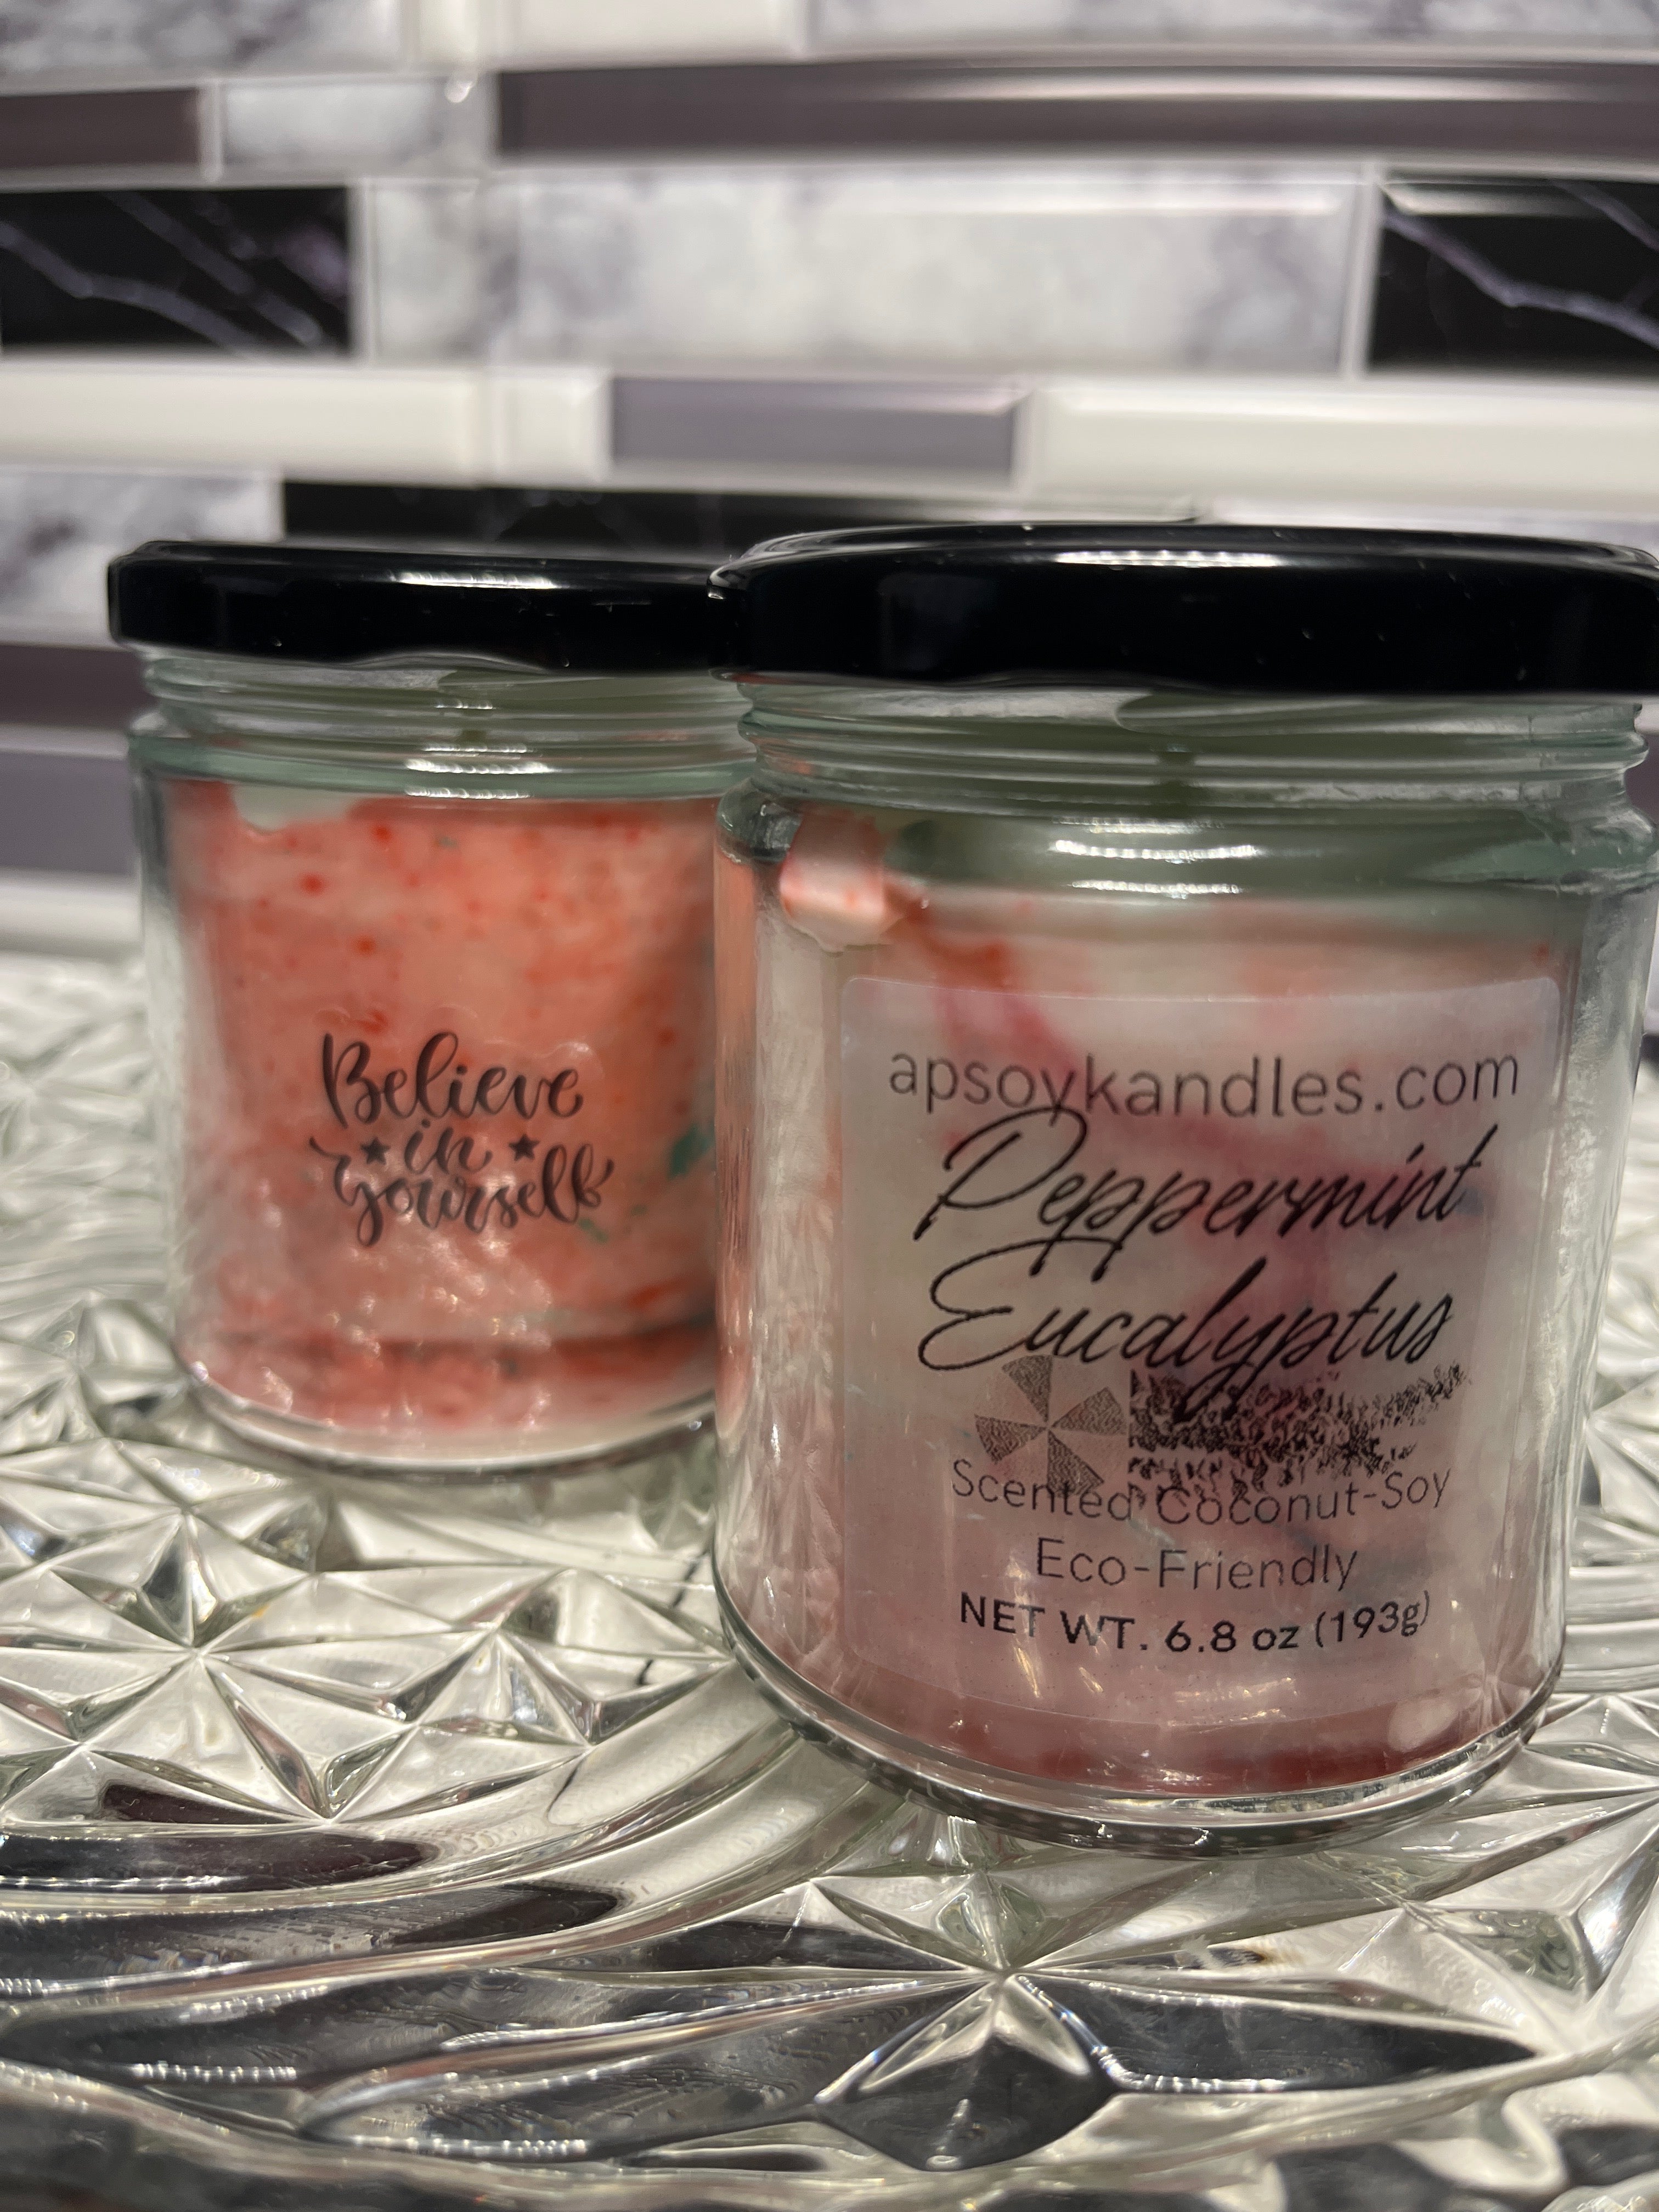 Believe
in
yourself
apsoykandles.com
Peppermint
Eucalyptus
Scented Coconut-Soy
Eco-Friendly
NET WT. 6.8 oz (193g)